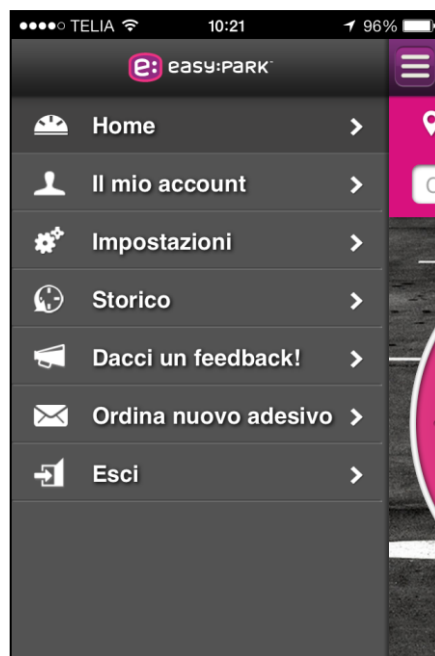 TELIA 10:21 96%
e: easy:PARK
Home
Il mio account
Impostazioni
Storico
Dacci un feedback!
Ordina nuovo adesivo
Esci